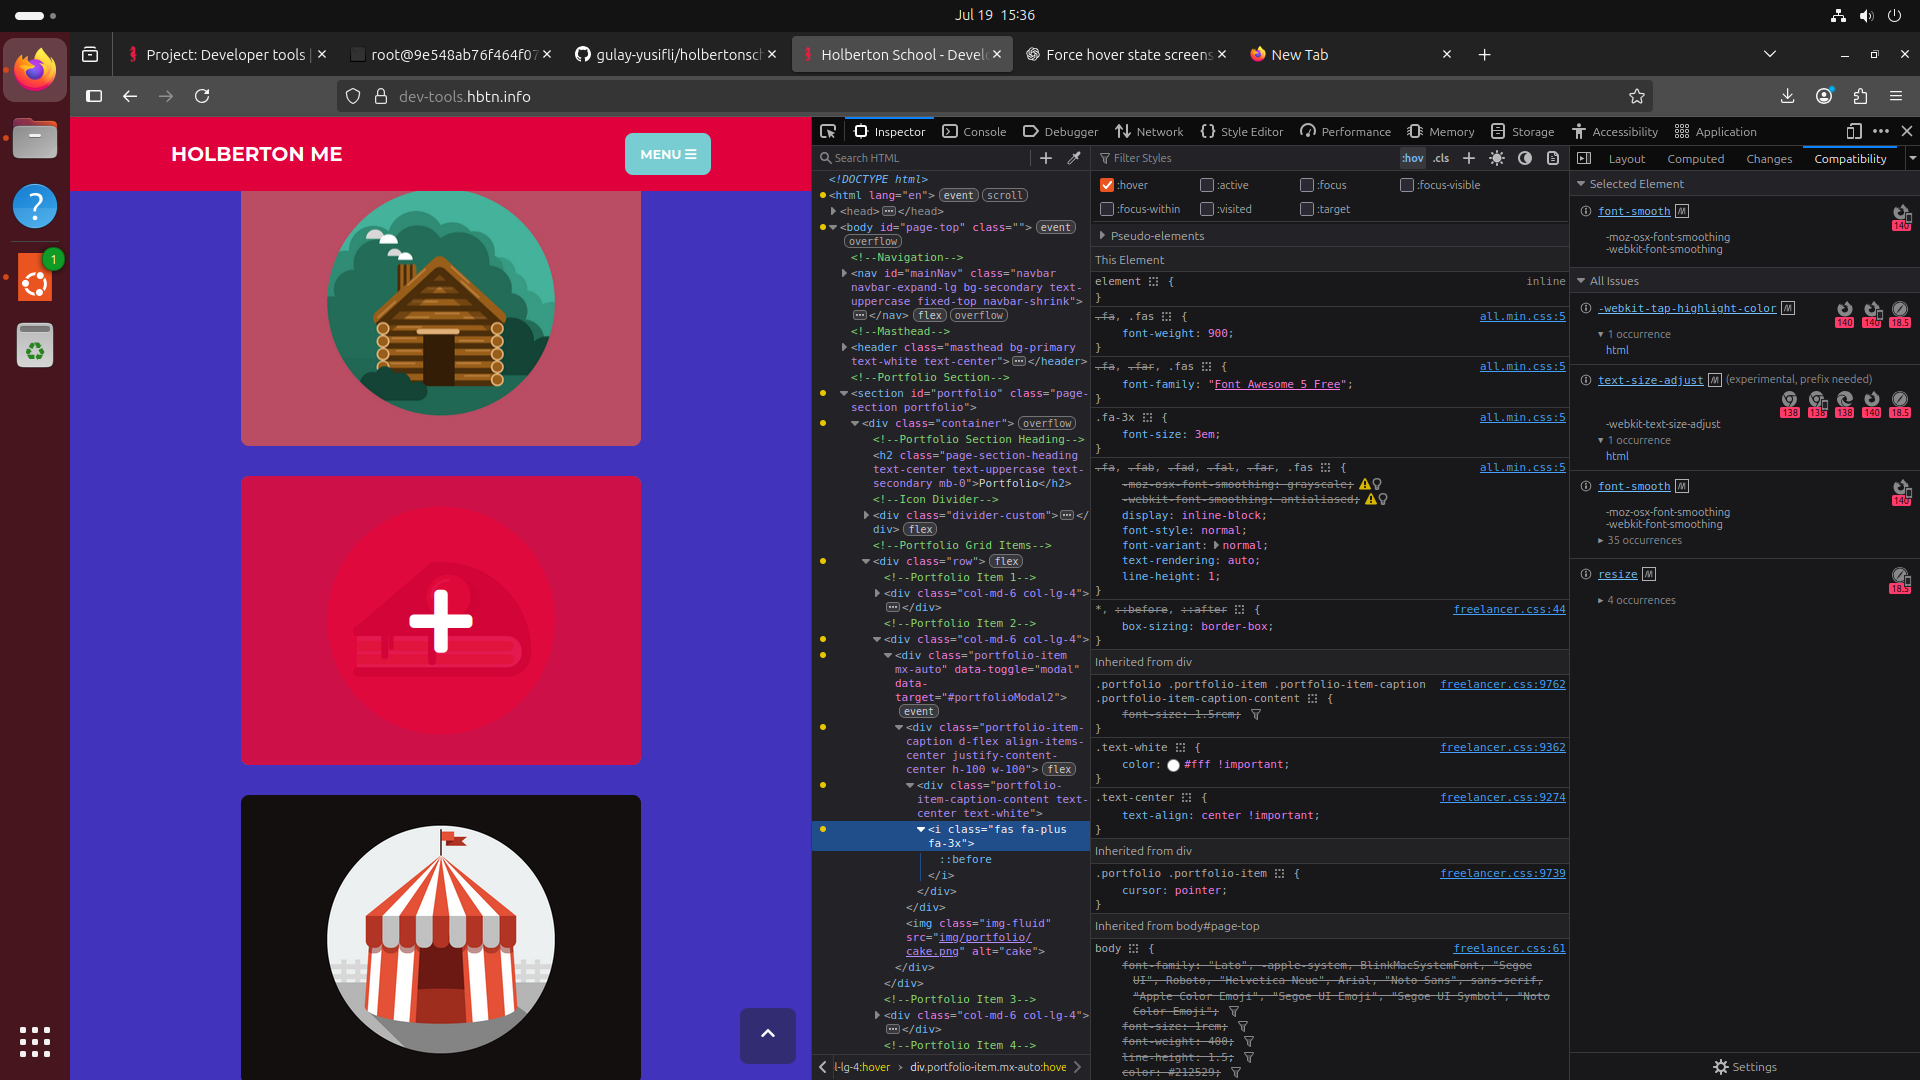 Jul 19 15:36
Project: Developer tools |
root@9e548ab76f464f07
gulay-yusifli/holbertonsch
Holberton School - Develo
Force hover state screens
New Tab
dev-tools.hbtn.info
1
HOLBERTON ME
MENU
Inspector
Console
Debugger
Network
Style Editor
Performance
Memory
Storage
Accessibility
Application
Search HTML
<!DOCTYPE html>
<html lang="en"> event scroll
<head> </head>
<body id="page-top" class=""> event
overflow
<!--Navigation-->
<nav id="mainNav" class="navbar
navbar-expand-lg bg-secondary text-
uppercase fixed-top navbar-shrink">
</nav> flex overflow
<!--Masthead-->
<header class="masthead bg-primary
text-white text-center"> </header>
<!--Portfolio Section-->
<section id="portfolio" class="page-
section portfolio">
<div class="container"> overflow
<!--Portfolio Section Heading-->
<h2 class="page-section-heading
text-center text-uppercase text-
secondary mb-0">Portfolio</h2>
<!--Icon Divider-->
<div class="divider-custom"> </
div> flex
<!--Portfolio Grid Items-->
<div class="row"> flex
<!--Portfolio Item 1-->
<div class="col-md-6 col-lg-4">
</div>
<!--Portfolio Item 2-->
<div class="col-md-6 col-lg-4">
<div class="portfolio-item
mx-auto" data-toggle="modal"
data-
target="#portfolioModal2">
event
<div class="portfolio-item-
caption d-flex align-items-
center justify-content-
center h-100 w-100"> flex
<div class="portfolio-
item-caption-content text-
center text-white">
<i class="fas fa-plus
fa-3x">
::before
</i>
</div>
</div>
<img class="img-fluid"
src="img/portfolio/
cake.png" alt="cake">
</div>
</div>
<!--Portfolio Item 3-->
<div class="col-md-6 col-lg-4">
</div>
<!--Portfolio Item 4-->
l-lg-4:hover › div.portfolio-item.mx-auto:hove
Filter Styles
:hov .cls
:hover :active :focus :focus-visible
:focus-within :visited :target
Pseudo-elements
This Element
element { inline
}
.fa, .fas { all.min.css:5
font-weight: 900;
}
.fa, .far, .fas { all.min.css:5
font-family: "Font Awesome 5 Free";
}
.fa-3x { all.min.css:5
font-size: 3em;
}
.fa, .fab, .fad, .fal, .far, .fas { all.min.css:5
-moz-osx-font-smoothing: grayscale;
-webkit-font-smoothing: antialiased;
display: inline-block;
font-style: normal;
font-variant: normal;
text-rendering: auto;
line-height: 1;
}
*, ::before, ::after { freelancer.css:44
box-sizing: border-box;
}
Inherited from div
.portfolio .portfolio-item .portfolio-item-caption freelancer.css:9762
.portfolio-item-caption-content {
font-size: 1.5rem;
}
.text-white { freelancer.css:9362
color: #fff !important;
}
.text-center { freelancer.css:9274
text-align: center !important;
}
Inherited from div
.portfolio .portfolio-item { freelancer.css:9739
cursor: pointer;
}
Inherited from body#page-top
body { freelancer.css:61
font-family: "Lato", -apple-system, BlinkMacSystemFont, "Segoe
UI", Roboto, "Helvetica Neue", Arial, "Noto Sans", sans-serif,
"Apple Color Emoji", "Segoe UI Emoji", "Segoe UI Symbol", "Noto
Color Emoji";
font-size: 1rem;
font-weight: 400;
line-height: 1.5;
color: #212529;
Layout Computed Changes Compatibility
Selected Element
font-smooth
140
-moz-osx-font-smoothing
-webkit-font-smoothing
All Issues
-webkit-tap-highlight-color
140 140 18.5
1 occurrence
html
text-size-adjust (experimental, prefix needed)
138 138 138 140 18.5
-webkit-text-size-adjust
1 occurrence
html
font-smooth
140
-moz-osx-font-smoothing
-webkit-font-smoothing
35 occurrences
resize
18.5
4 occurrences
Settings